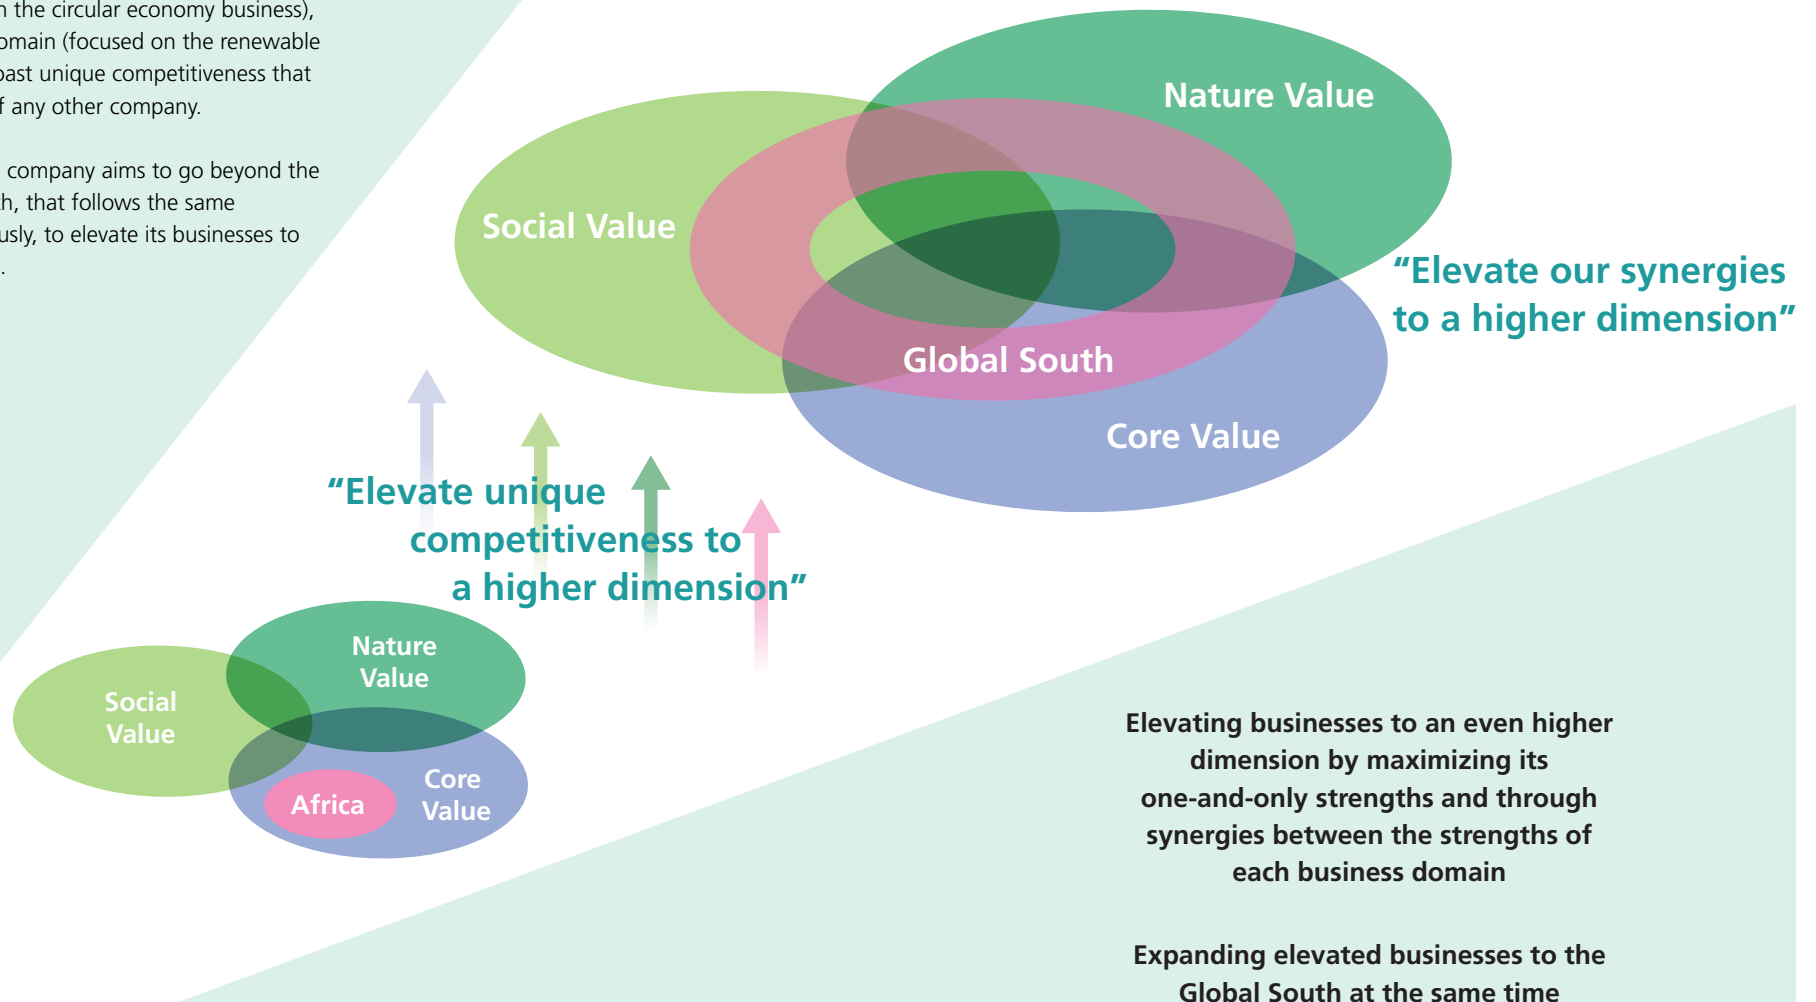 the circular economy business),
(focused on the renewable
unique competitiveness that
any other company.
company aims to go beyond the
that follows the same
to elevate its businesses to
Nature Value
Social Value
“Elevate our synergies
to a higher dimension”
Global South
Core Value
“Elevate unique
competitiveness to
a higher dimension”
Nature
Value
Social
Value
Core
Value
Africa
Elevating businesses to an even higher
dimension by maximizing its
one-and-only strengths and through
synergies between the strengths of
each business domain
Expanding elevated businesses to the
Global South at the same time